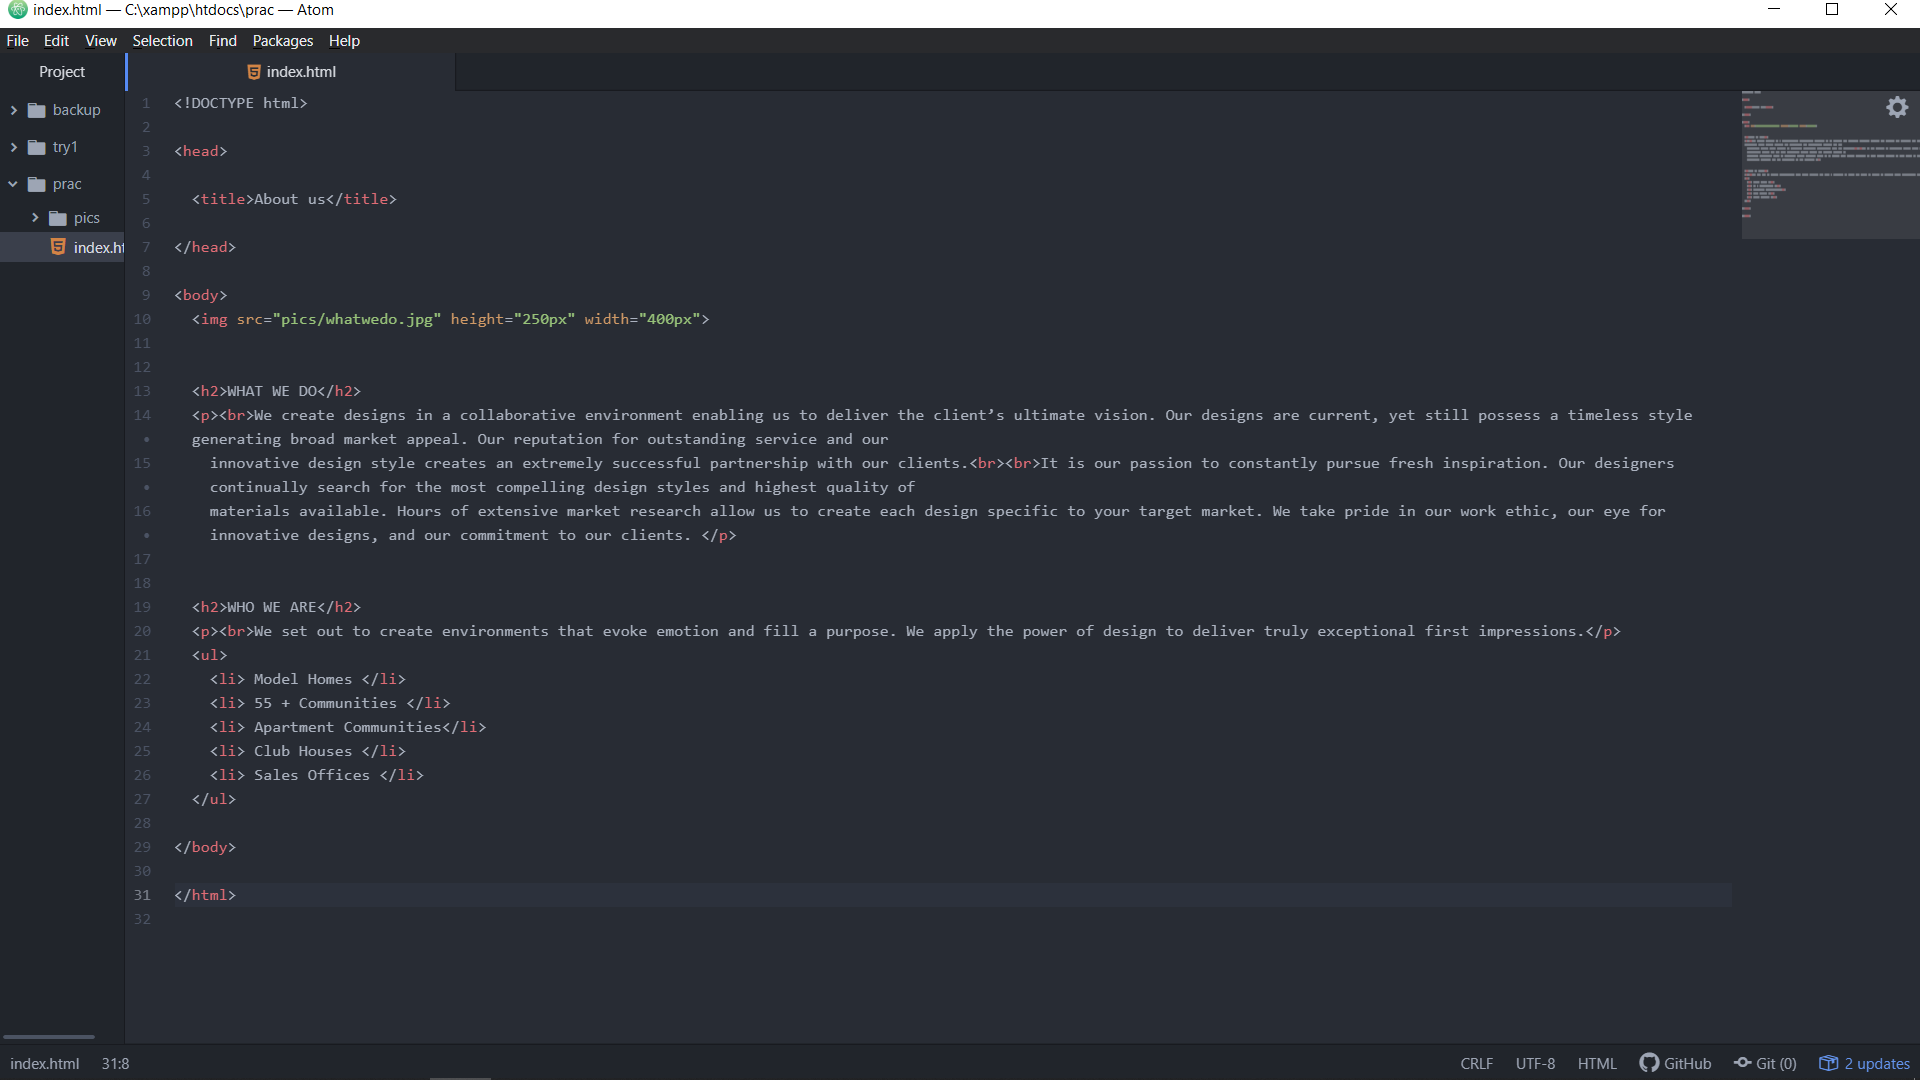 index.html — C:\xampp\htdocs\prac — Atom
File Edit View Selection Find Packages Help
Project
index.html
backup
try1
prac
pics
index.ht
1 <!DOCTYPE html>
2
3 <head>
4
5 <title>About us</title>
6
7 </head>
8
9 <body>
10 <img src="pics/whatwedo.jpg" height="250px" width="400px">
11
12
13 <h2>WHAT WE DO</h2>
14 <p><br>We create designs in a collaborative environment enabling us to deliver the client’s ultimate vision. Our designs are current, yet still possess a timeless style
• generating broad market appeal. Our reputation for outstanding service and our
15 innovative design style creates an extremely successful partnership with our clients.<br><br>It is our passion to constantly pursue fresh inspiration. Our designers
• continually search for the most compelling design styles and highest quality of
16 materials available. Hours of extensive market research allow us to create each design specific to your target market. We take pride in our work ethic, our eye for
• innovative designs, and our commitment to our clients. </p>
17
18
19 <h2>WHO WE ARE</h2>
20 <p><br>We set out to create environments that evoke emotion and fill a purpose. We apply the power of design to deliver truly exceptional first impressions.</p>
21 <ul>
22 <li> Model Homes </li>
23 <li> 55 + Communities </li>
24 <li> Apartment Communities</li>
25 <li> Club Houses </li>
26 <li> Sales Offices </li>
27 </ul>
28
29 </body>
30
31 </html>
32
index.html 31:8
CRLF UTF-8 HTML GitHub Git (0) 2 updates